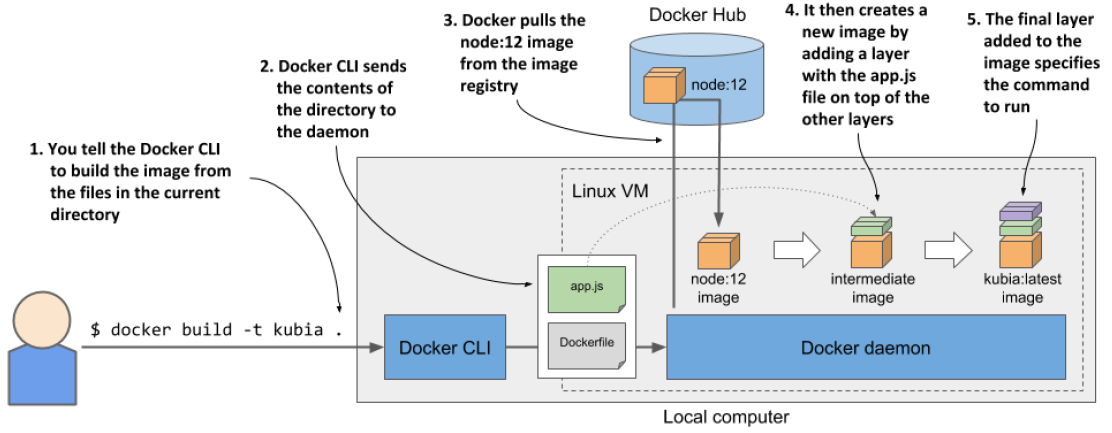 1. You tell the Docker CLI
to build the image from
the files in the current
directory
2. Docker CLI sends
the contents of
the directory to
the daemon
3. Docker pulls the
node:12 image
from the image
registry
Docker Hub
node:12
4. It then creates a
new image by
adding a layer
with the app.js
file on top of the
other layers
5. The final layer
added to the
image specifies
the command
to run
Linux VM
node:12
image
intermediate
image
kubia:latest
image
app.js
Dockerfile
$ docker build -t kubia .
Docker CLI
Docker daemon
Local computer